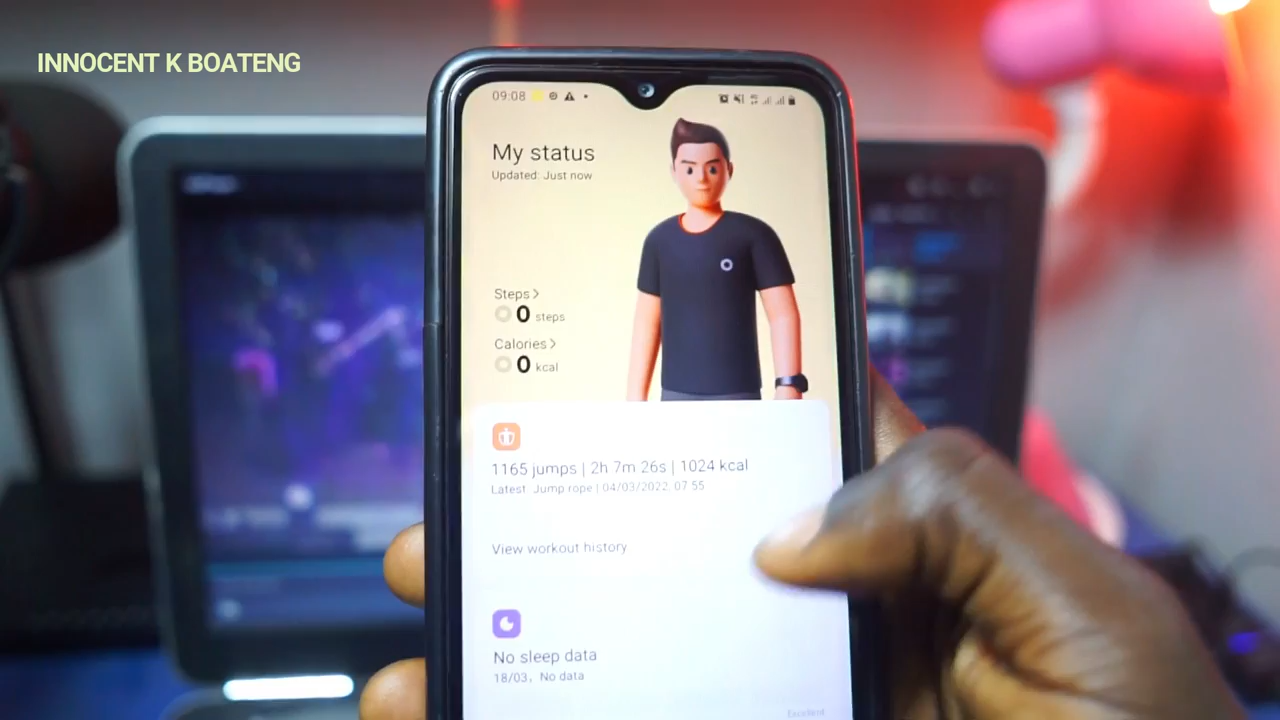 INNOCENT K BOATENG
09:08
My status
Updated: Just now
Steps >
0 steps
Calories >
0 kcal
1165 jumps | 2h 7m 26s | 1024 kcal
Latest Jump rope | 04/03/2022, 07:55
View workout history
No sleep data
18/03, No data
Excellent